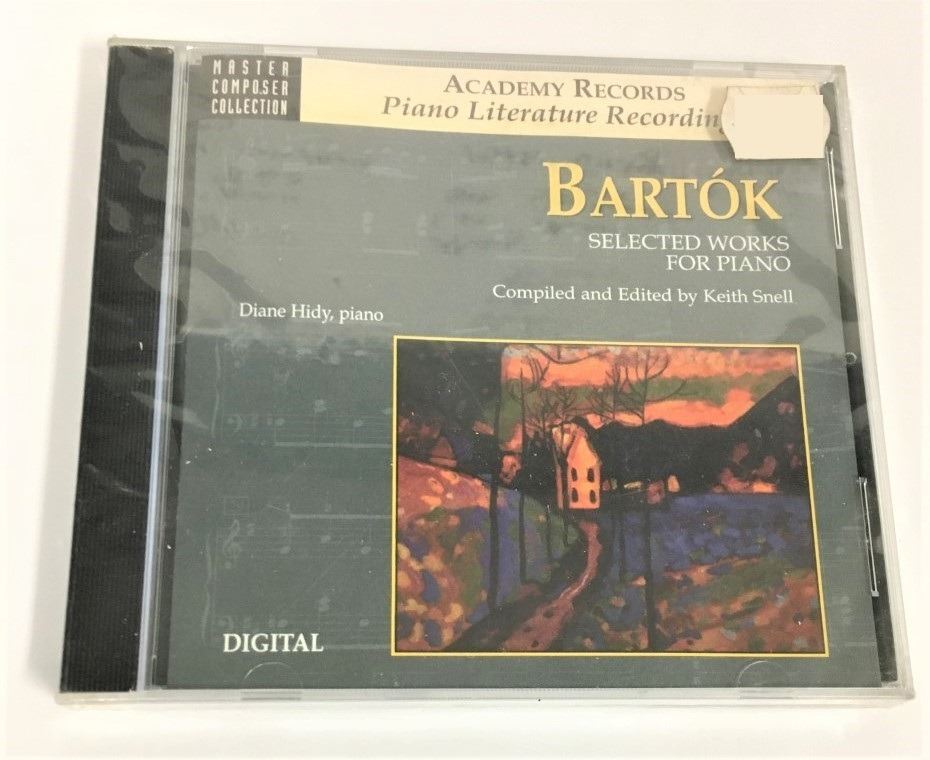 MASTER
COMPOSER
COLLECTION
ACADEMY RECORDS
Piano Literature Recording
BARTÓK
SELECTED WORKS
FOR PIANO
Compiled and Edited by Keith Snell
Diane Hidy, piano
DIGITAL